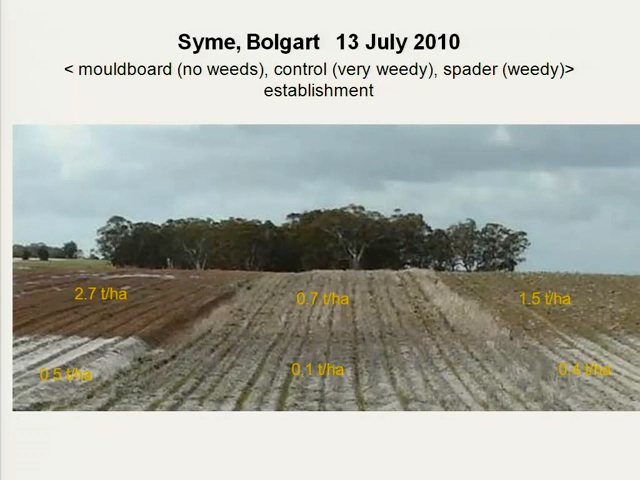 Syme, Bolgart 13 July 2010
< mouldboard (no weeds), control (very weedy), spader (weedy)>
establishment
2.7 t/ha 0.7 t/ha 1.5 t/ha
0.5 t/ha 0.1 t/ha 0.4 t/ha